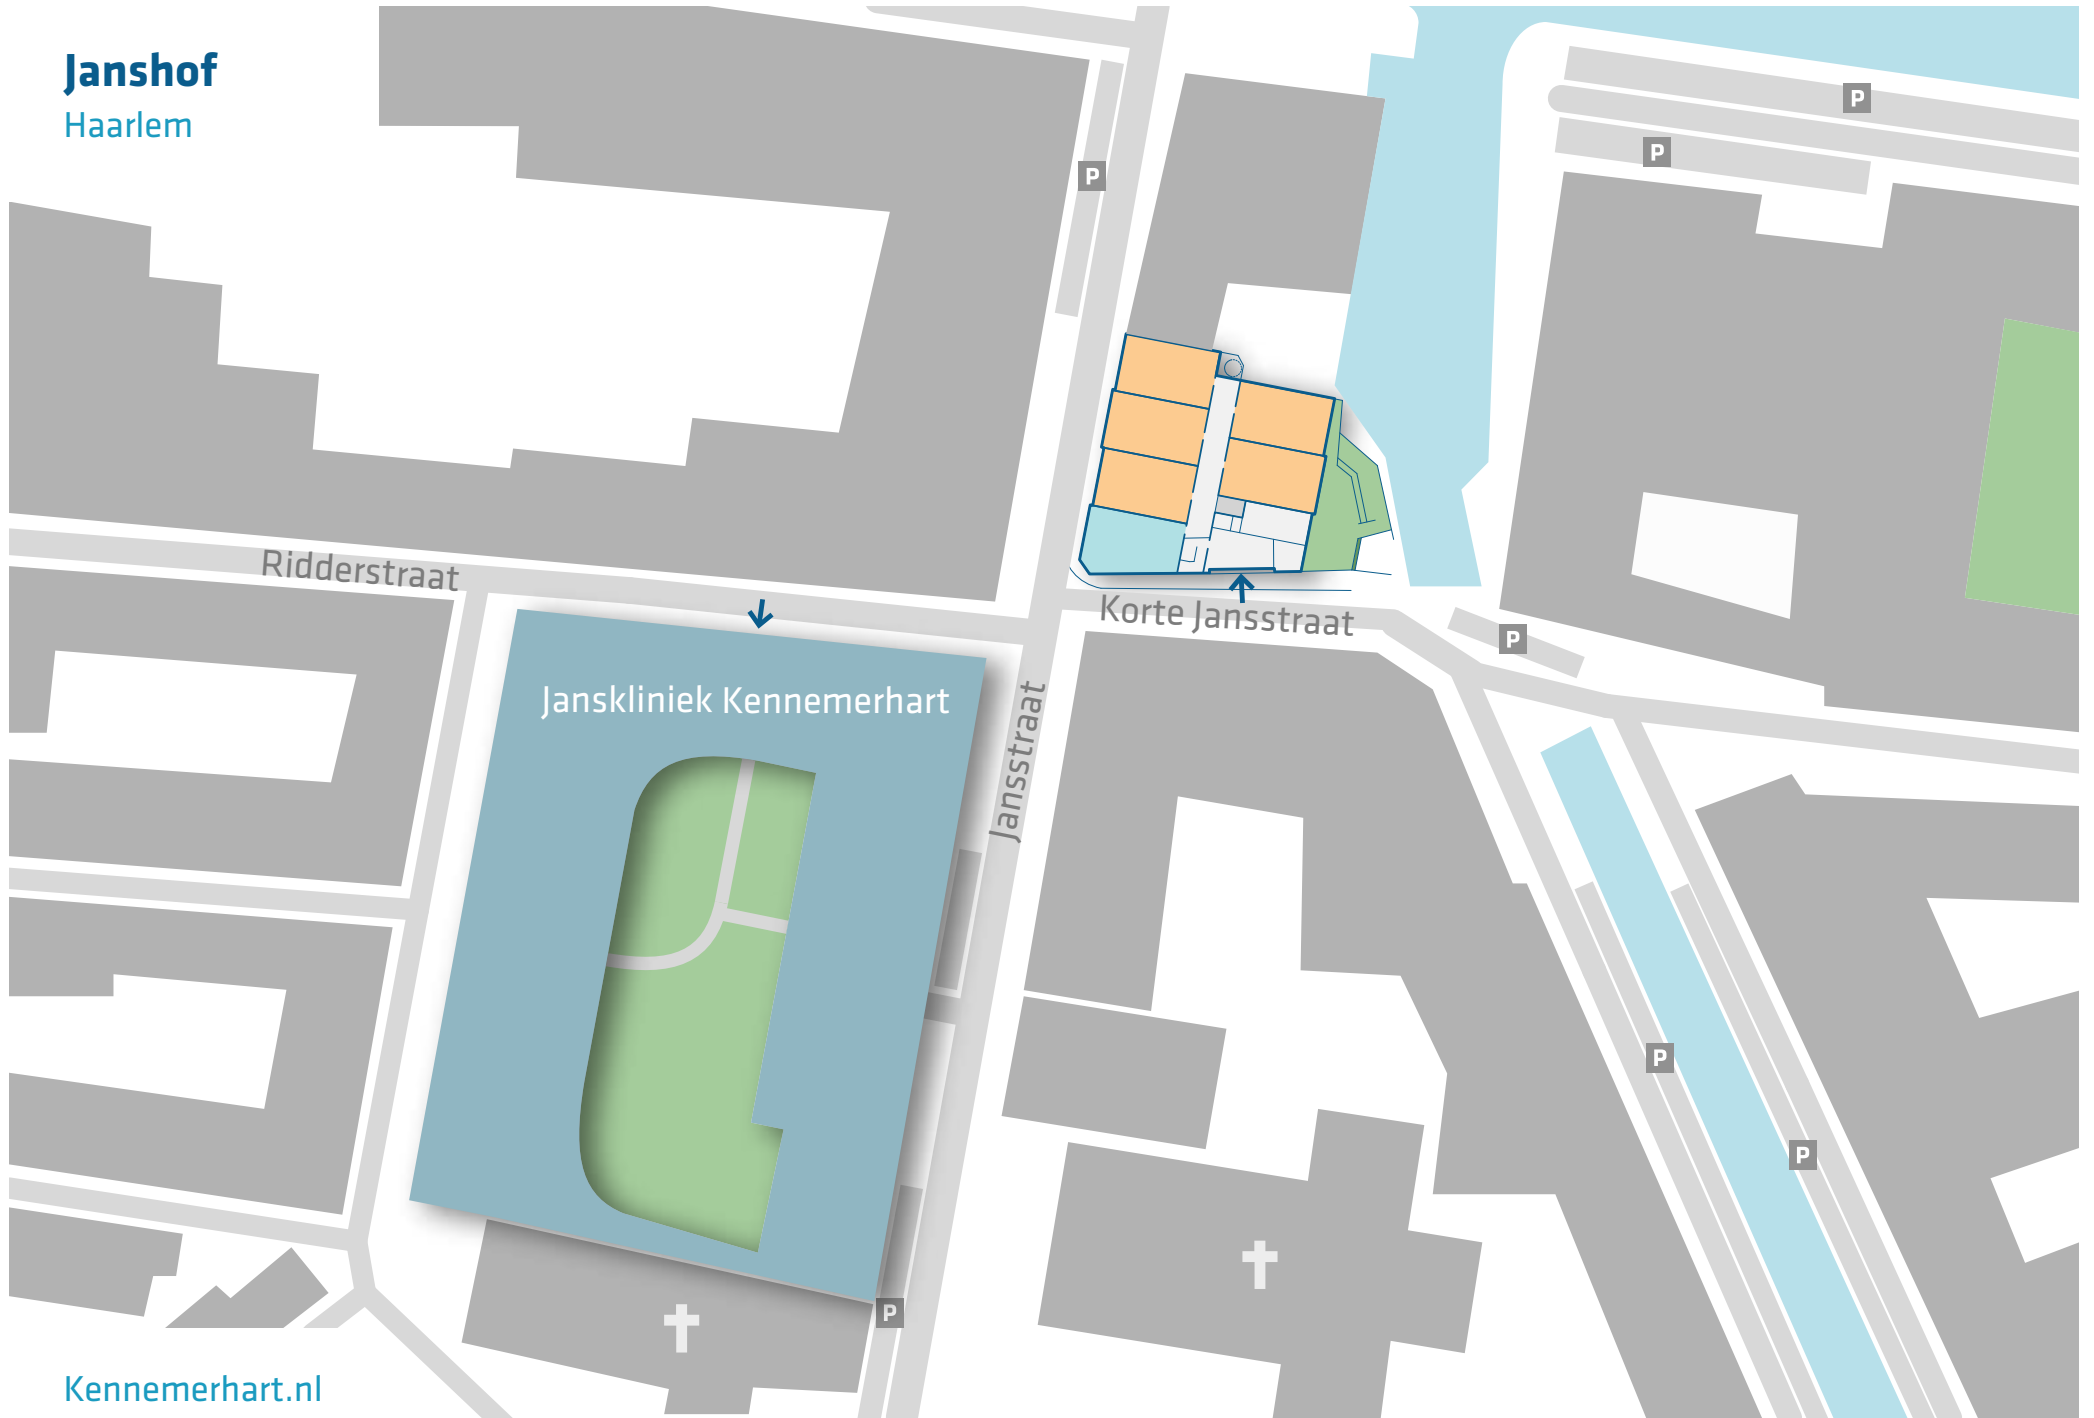 Janshof
Haarlem
P
P
P
Ridderstraat
Korte Jansstraat
P
Janskliniek Kennemerhart
Jansstraat
P
P
P
Kennemerhart.nl